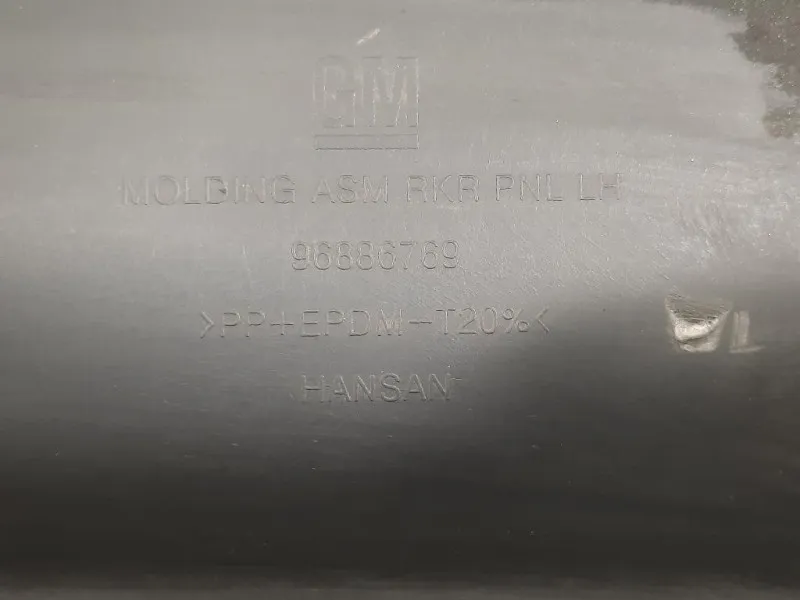 GM
MOLDING ASM RKR PNL LH
96886769
>PP+EPDM-T20%<
HANSAN
L